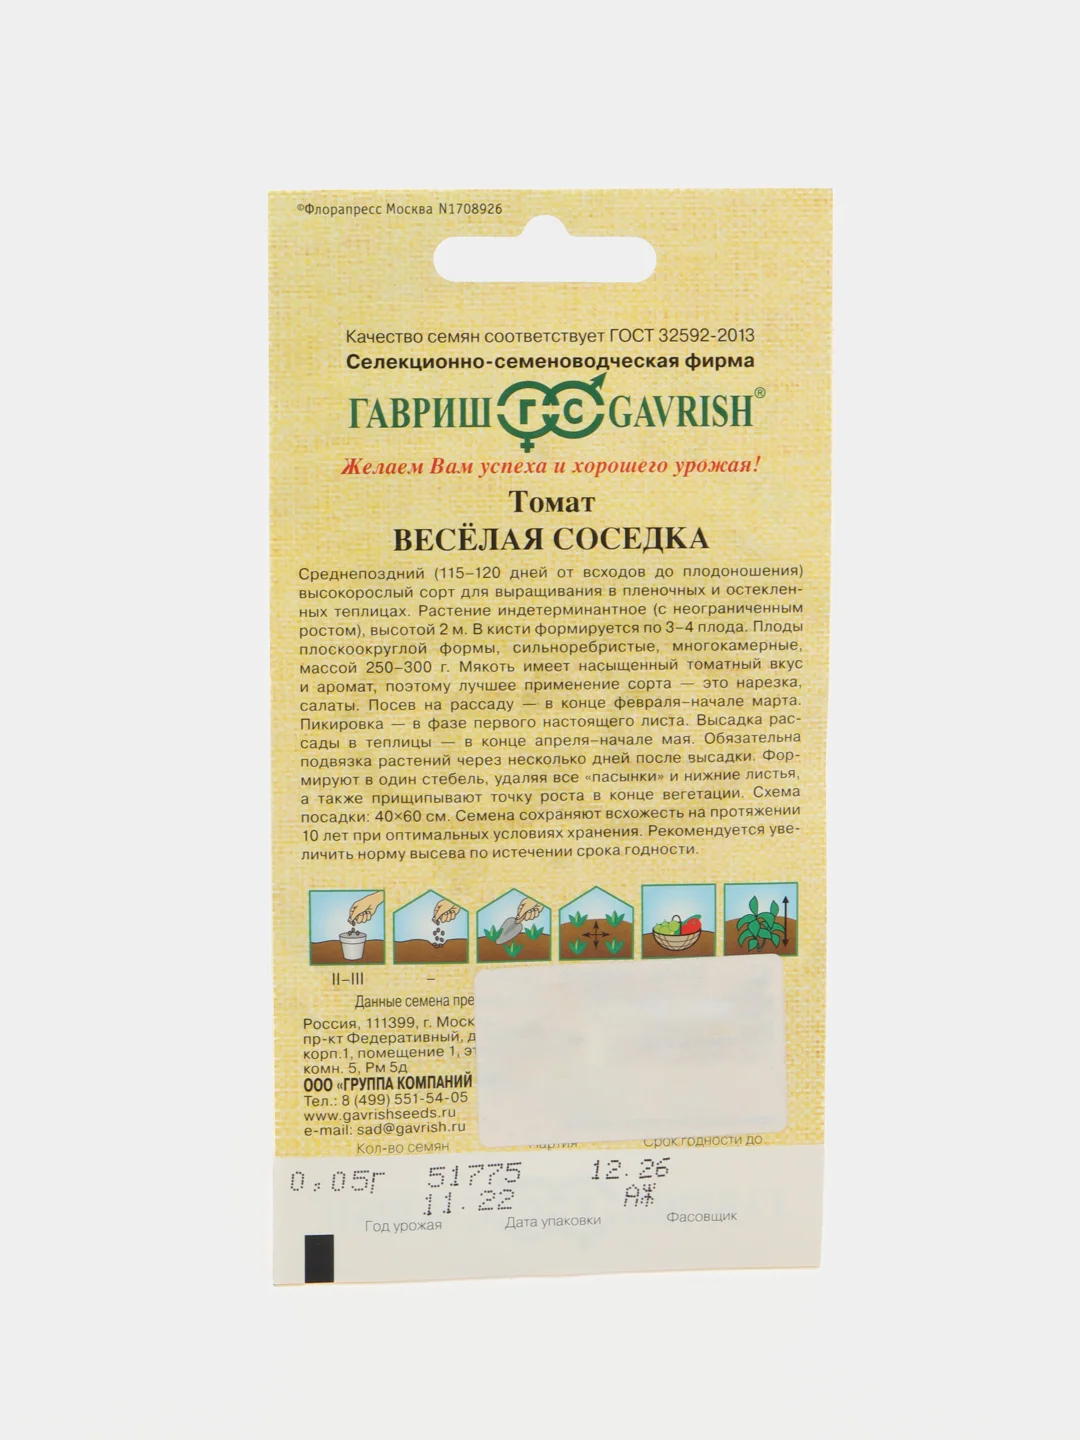 ©Флорапресс Москва N1708926
Качество семян соответствует ГОСТ 32592-2013
Селекционно-семеноводческая фирма
ГАВРИШ ГС GAVRISH®
Желаем Вам успеха и хорошего урожая!
Томат
ВЕСЁЛАЯ СОСЕДКА
Среднепоздний (115–120 дней от всходов до плодоношения)
высокорослый сорт для выращивания в пленочных и остеклен-
ных теплицах. Растение индетерминантное (с неограниченным
ростом), высотой 2 м. В кисти формируется по 3–4 плода. Плоды
плоскоокруглой формы, сильноребристые, многокамерные,
массой 250–300 г. Мякоть имеет насыщенный томатный вкус
и аромат, поэтому лучшее применение сорта — это нарезка,
салаты. Посев на рассаду — в конце февраля–начале марта.
Пикировка — в фазе первого настоящего листа. Высадка рас-
сады в теплицы — в конце апреля–начале мая. Обязательна
подвязка растений через несколько дней после высадки. Фор-
мируют в один стебель, удаляя все «пасынки» и нижние листья,
а также прищипывают точку роста в конце вегетации. Схема
посадки: 40×60 см. Семена сохраняют всхожесть на протяжении
10 лет при оптимальных условиях хранения. Рекомендуется уве-
личить норму высева по истечении срока годности.
II–III –
Данные семена пре
Россия, 111399, г. Моск
пр-кт Федеративный, д
корп.1, помещение 1, эт
комн. 5, Рм 5д
ООО «ГРУППА КОМПАНИЙ
Тел.: 8 (499) 551-54-05
www.gavrishseeds.ru
e-mail: sad@gavrish.ru
Кол-во семян Партия Срок годности до
0,05г 51775 12.26
11.22 АЖ
Год урожая Дата упаковки Фасовщик